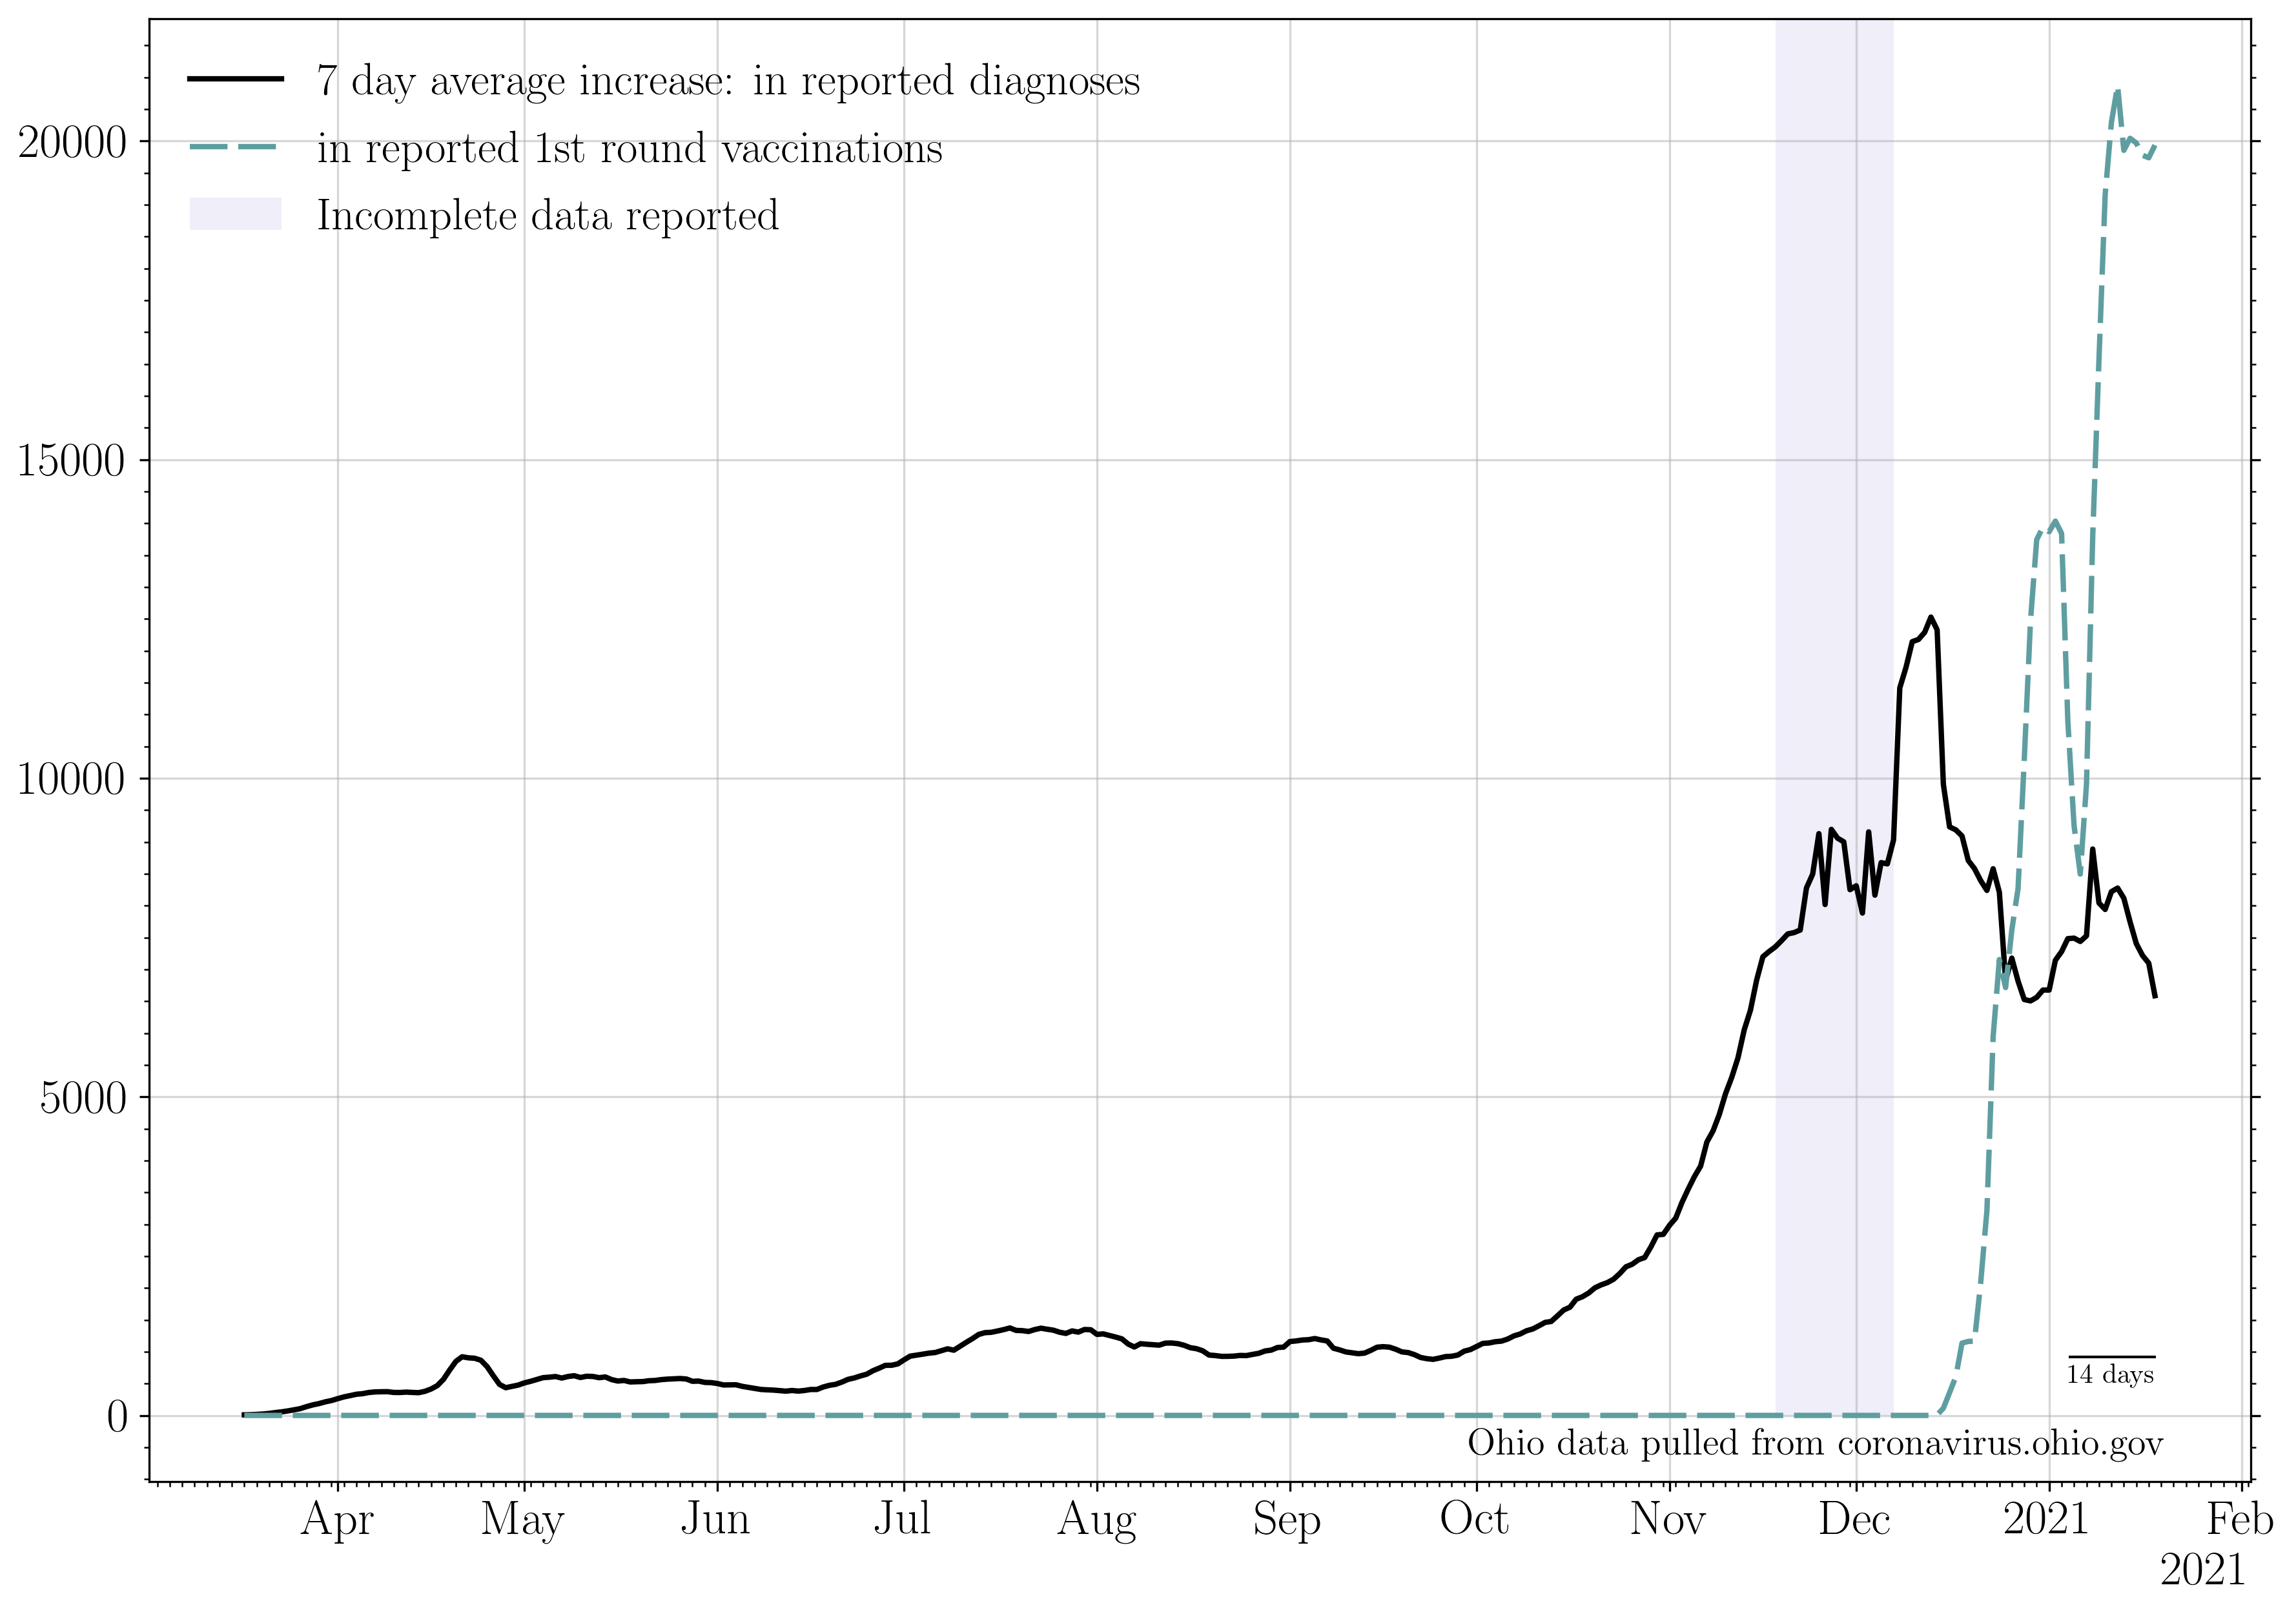 7 day average increase: in reported diagnoses
in reported 1st round vaccinations
Incomplete data reported
20000
15000
10000
5000
0
14 days
Ohio data pulled from coronavirus.ohio.gov
Apr May Jun Jul Aug Sep Oct Nov Dec 2021 Feb
2021